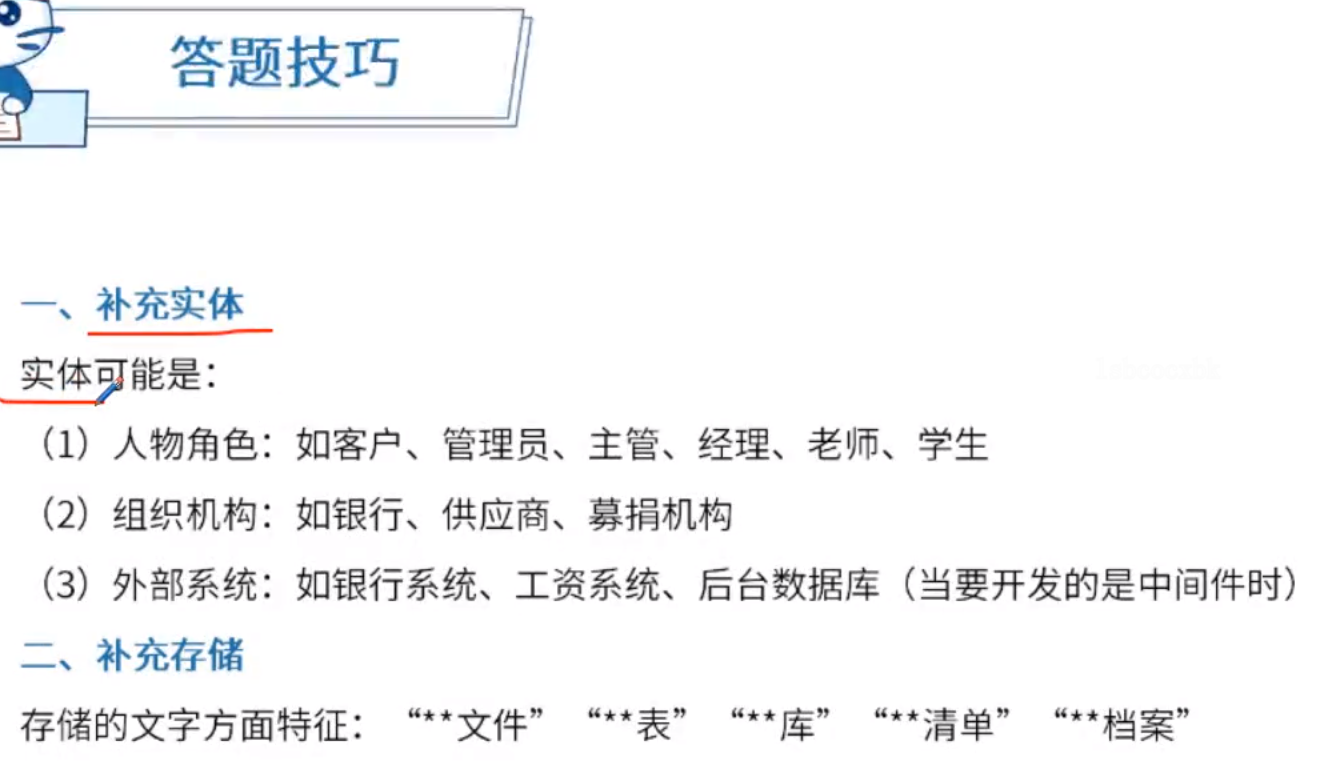 答题技巧
一、补充实体
实体可能是：
（1）人物角色：如客户、管理员、主管、经理、老师、学生
（2）组织机构：如银行、供应商、募捐机构
（3）外部系统：如银行系统、工资系统、后台数据库（当要开发的是中间件时）
二、补充存储
存储的文字方面特征：“**文件”“**表”“**库”“**清单”“**档案”